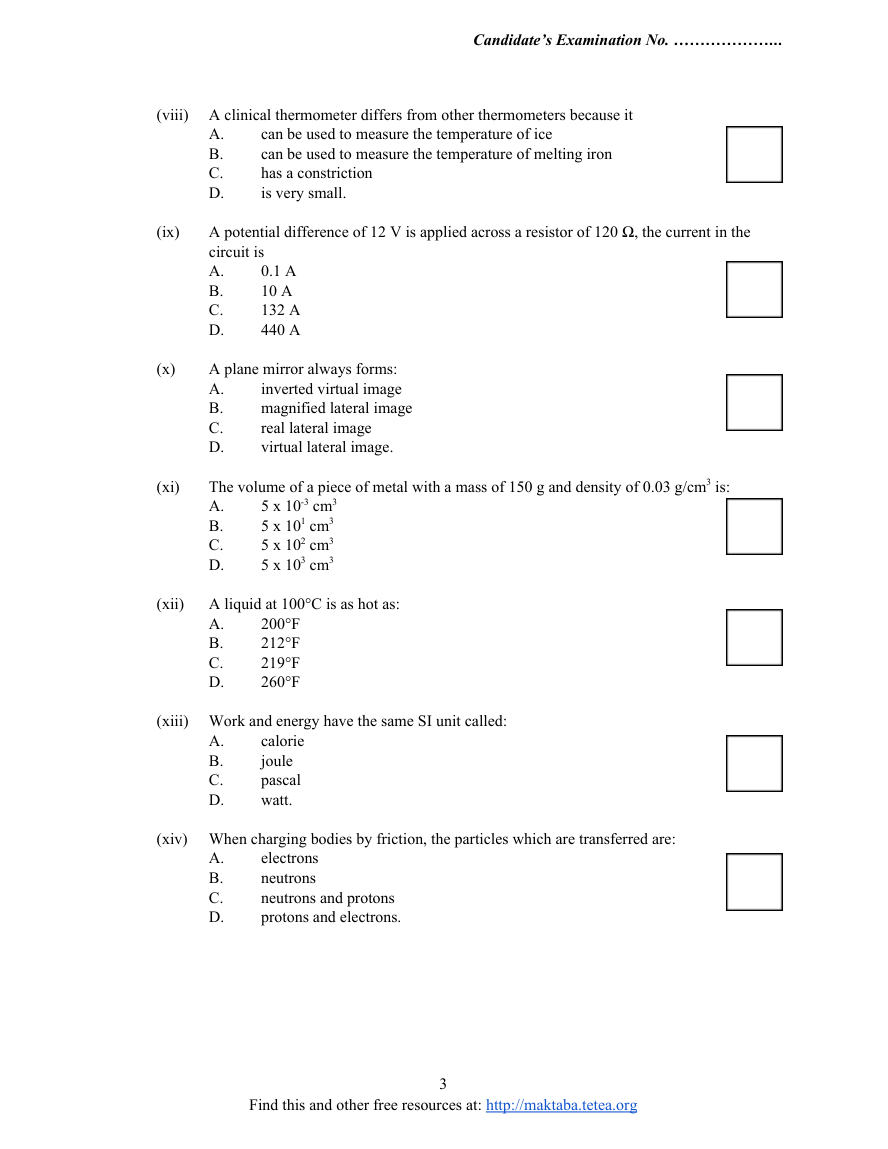 Candidate's Examination No. ………………...
(viii) A clinical thermometer differs from other thermometers because it
A. can be used to measure the temperature of ice
B. can be used to measure the temperature of melting iron
C. has a constriction
D. is very small.
(ix) A potential difference of 12 V is applied across a resistor of 120 Ω, the current in the
circuit is
A. 0.1 A
B. 10 A
C. 132 A
D. 440 A
(x) A plane mirror always forms:
A. inverted virtual image
B. magnified lateral image
C. real lateral image
D. virtual lateral image.
(xi) The volume of a piece of metal with a mass of 150 g and density of 0.03 g/cm³ is:
A. 5 x 10⁻³ cm³
B. 5 x 10¹ cm³
C. 5 x 10² cm³
D. 5 x 10³ cm³
(xii) A liquid at 100°C is as hot as:
A. 200°F
B. 212°F
C. 219°F
D. 260°F
(xiii) Work and energy have the same SI unit called:
A. calorie
B. joule
C. pascal
D. watt.
(xiv) When charging bodies by friction, the particles which are transferred are:
A. electrons
B. neutrons
C. neutrons and protons
D. protons and electrons.
3
Find this and other free resources at: http://maktaba.tetea.org